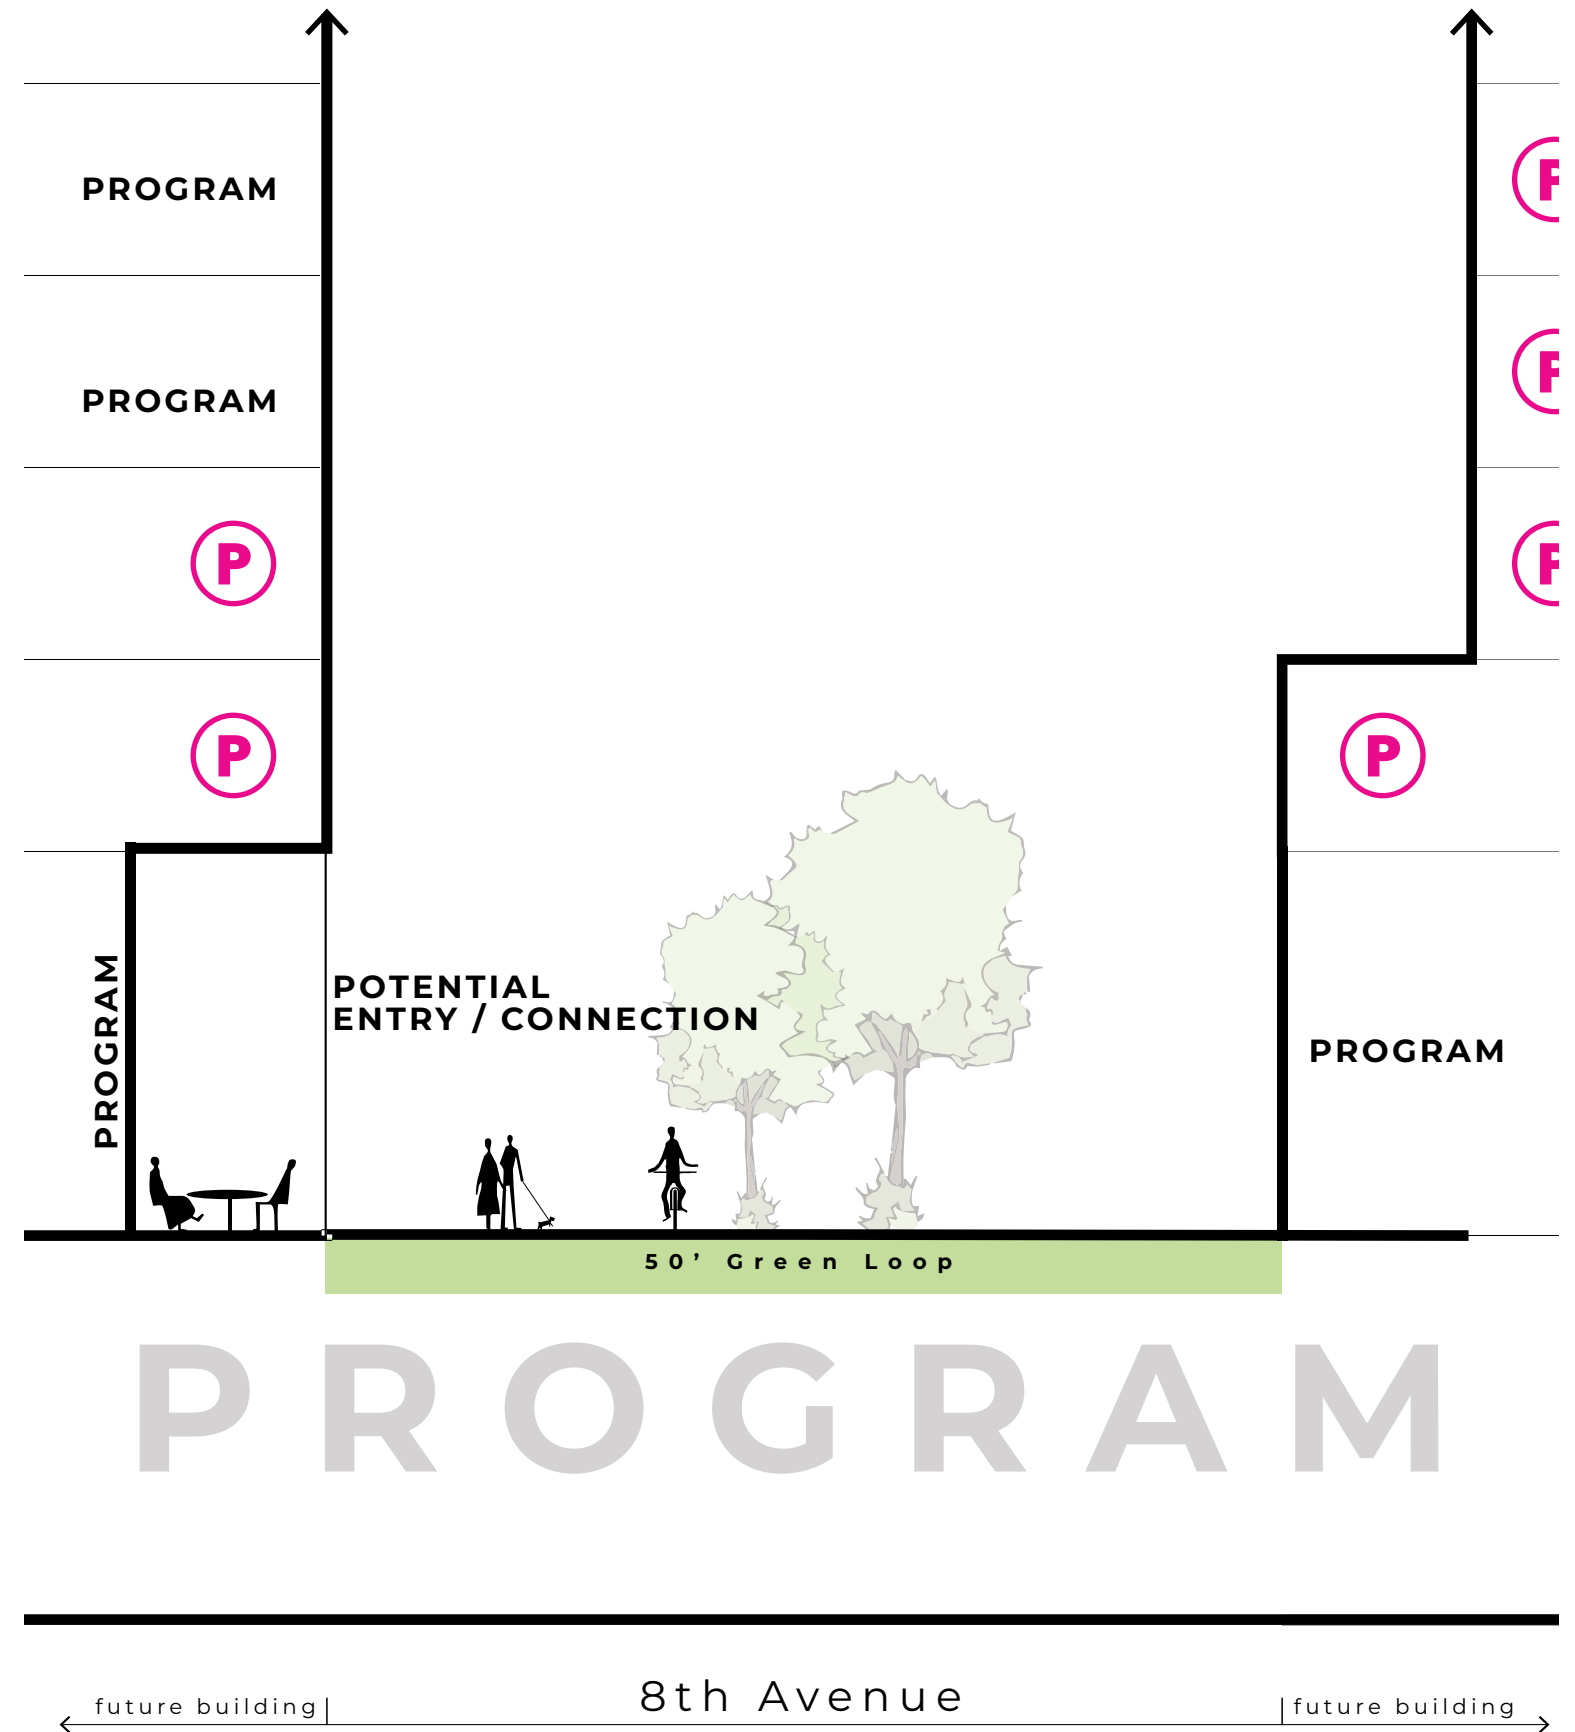 PROGRAM
P
PROGRAM
P
P
P
P
P
POTENTIAL
ENTRY / CONNECTION
PROGRAM
PROGRAM
50’ Green Loop
PROGRAM
8th Avenue
future building
future building